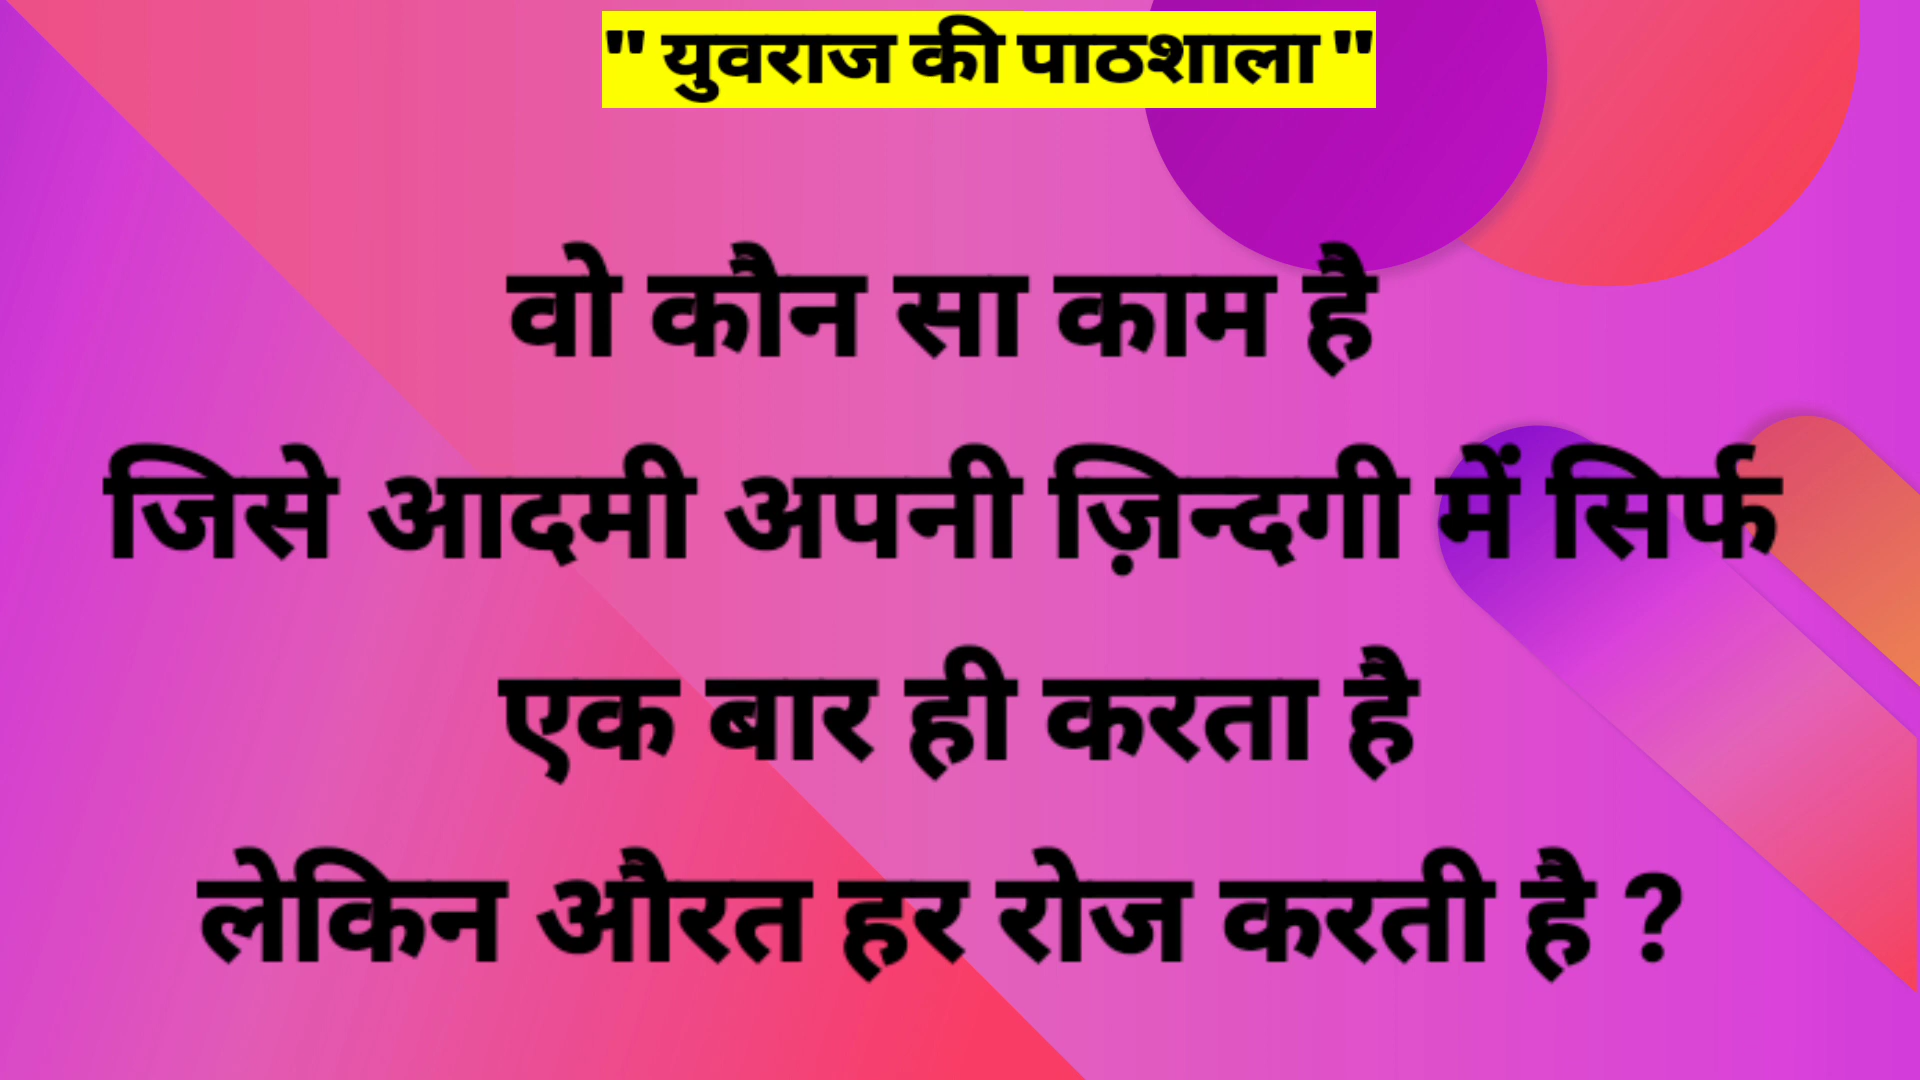 " युवराज की पाठशाला "
वो कौन सा काम है
जिसे आदमी अपनी ज़िन्दगी में सिर्फ
एक बार ही करता है
लेकिन औरत हर रोज करती है ?